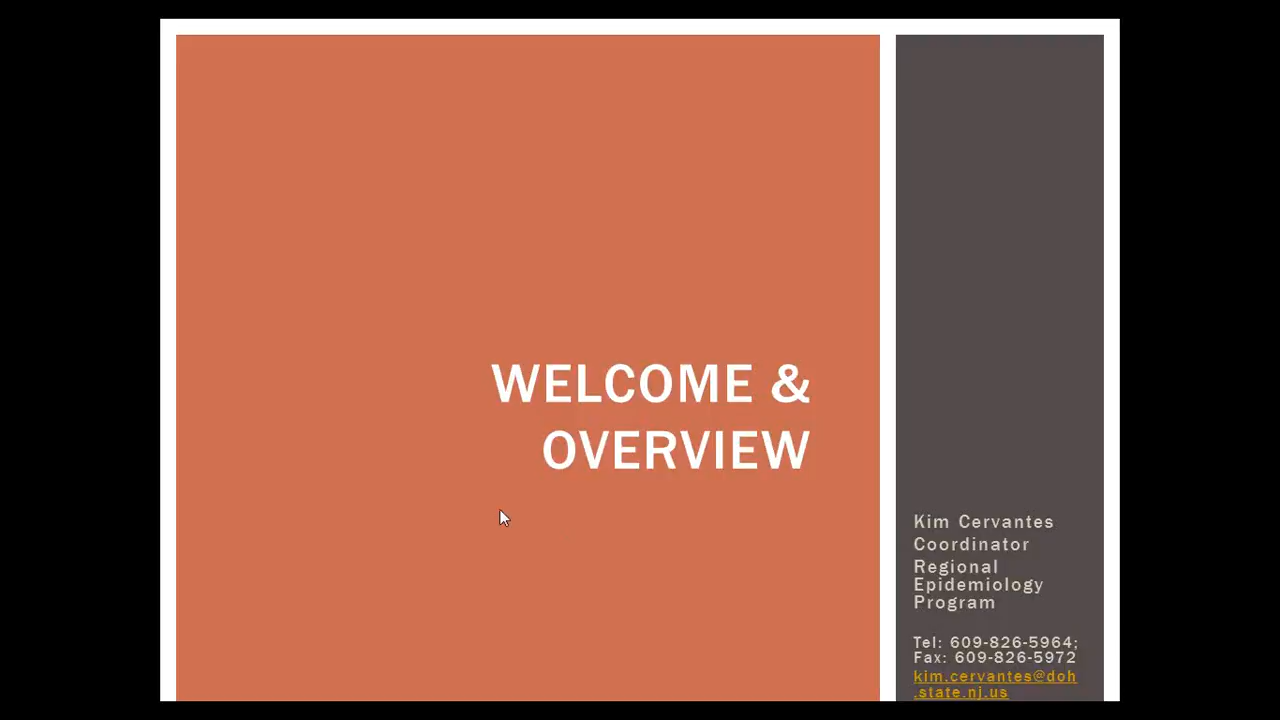 WELCOME &
OVERVIEW
Kim Cervantes
Coordinator
Regional
Epidemiology
Program
Tel: 609-826-5964;
Fax: 609-826-5972
kim.cervantes@doh
.state.nj.us